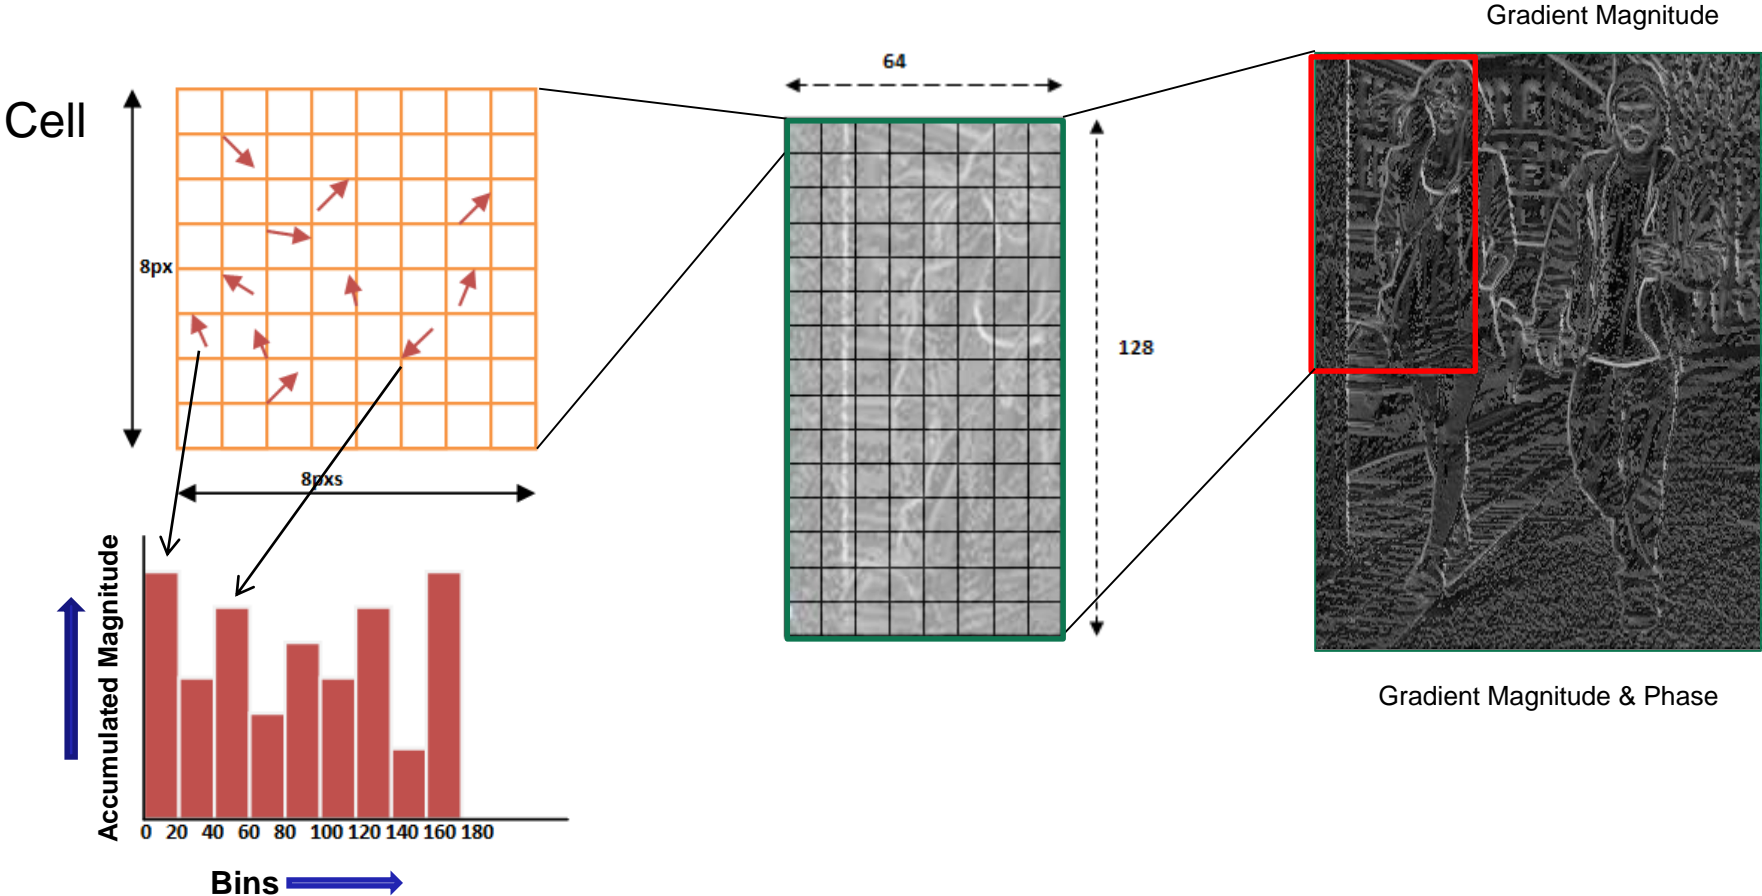 Gradient Magnitude
64
Cell
8px
128
8pxs
Accumulated Magnitude
0 20 40 60 80 100 120 140 160 180
Bins
Gradient Magnitude & Phase